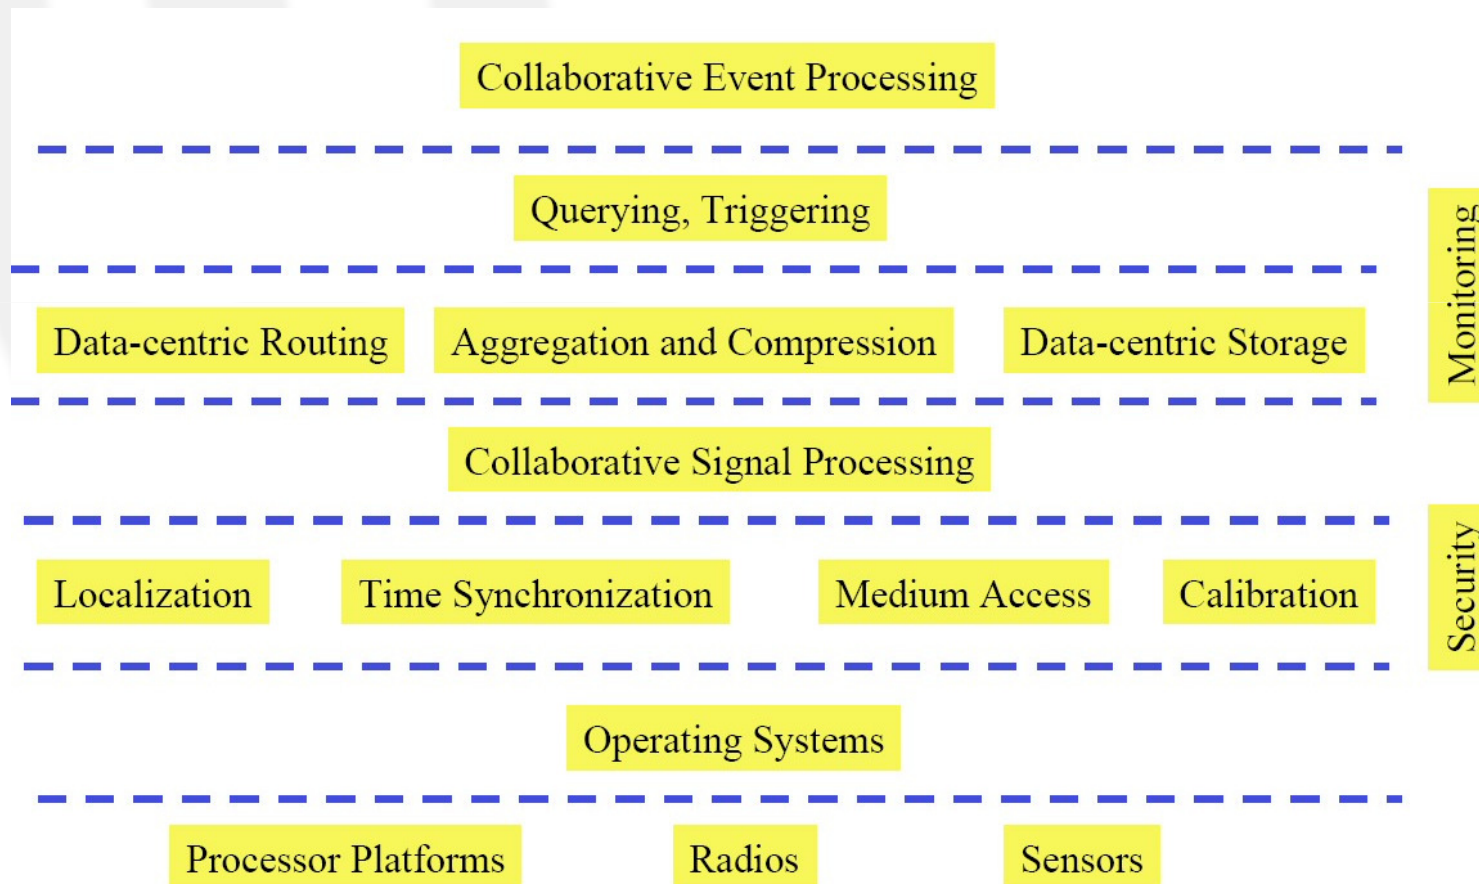 Collaborative Event Processing
Querying, Triggering
Data-centric Routing
Aggregation and Compression
Data-centric Storage
Monitoring
Collaborative Signal Processing
Localization
Time Synchronization
Medium Access
Calibration
Security
Operating Systems
Processor Platforms
Radios
Sensors